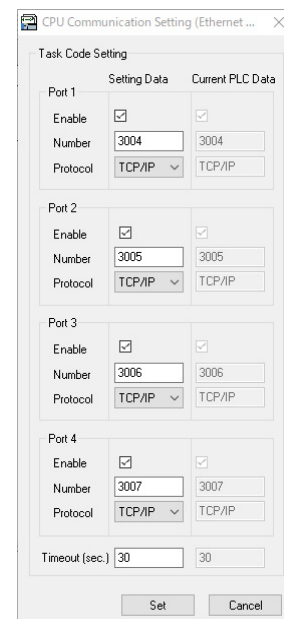 CPU Communication Setting (Ethernet ...
Task Code Setting
Setting Data Current PLC Data
Port 1
Enable
Number 3004 3004
Protocol TCP/IP TCP/IP
Port 2
Enable
Number 3005 3005
Protocol TCP/IP TCP/IP
Port 3
Enable
Number 3006 3006
Protocol TCP/IP TCP/IP
Port 4
Enable
Number 3007 3007
Protocol TCP/IP TCP/IP
Timeout (sec.) 30 30
Set Cancel